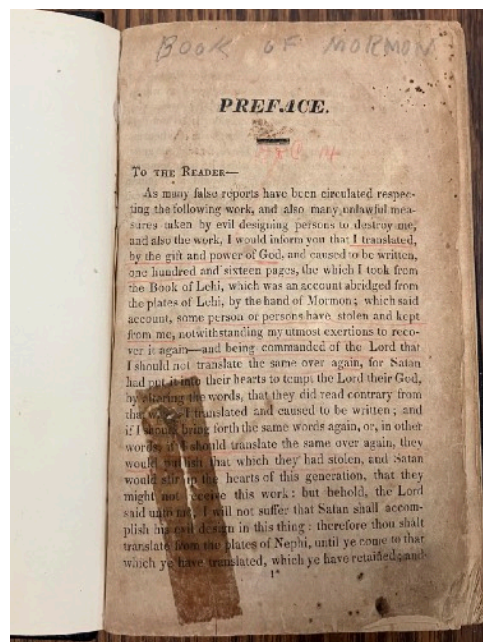 BOOK OF MORMON
PREFACE.
To the Reader—
As many false reports have been circulated respec-
ting the following work, and also many unlawful mea-
sures taken by evil designing persons to destroy me,
and also the work, I would inform you that I translated,
by the gift and power of God, and caused to be written,
one hundred and sixteen pages, the which I took from
the Book of Lehi, which was an account abridged from
the plates of Lehi, by the hand of Mormon; which said
account, some person or persons have stolen and kept
from me, notwithstanding my utmost exertions to reco-
ver it again—and being commanded of the Lord that
I should not translate the same over again, for Satan
had put it into their hearts to tempt the Lord their God,
by altering the words, that they did read contrary from
that which I translated and caused to be written; and
if I should bring forth the same words again, or, in other
words, if I should translate the same over again, they
would publish that which they had stolen, and Satan
would stir up the hearts of this generation, that they
might not receive this work: but behold, the Lord
said unto me, I will not suffer that Satan shall accom-
plish his evil design in this thing: therefore thou shalt
translate from the plates of Nephi, until ye come to that
which ye have translated, which ye have retained; and
1*